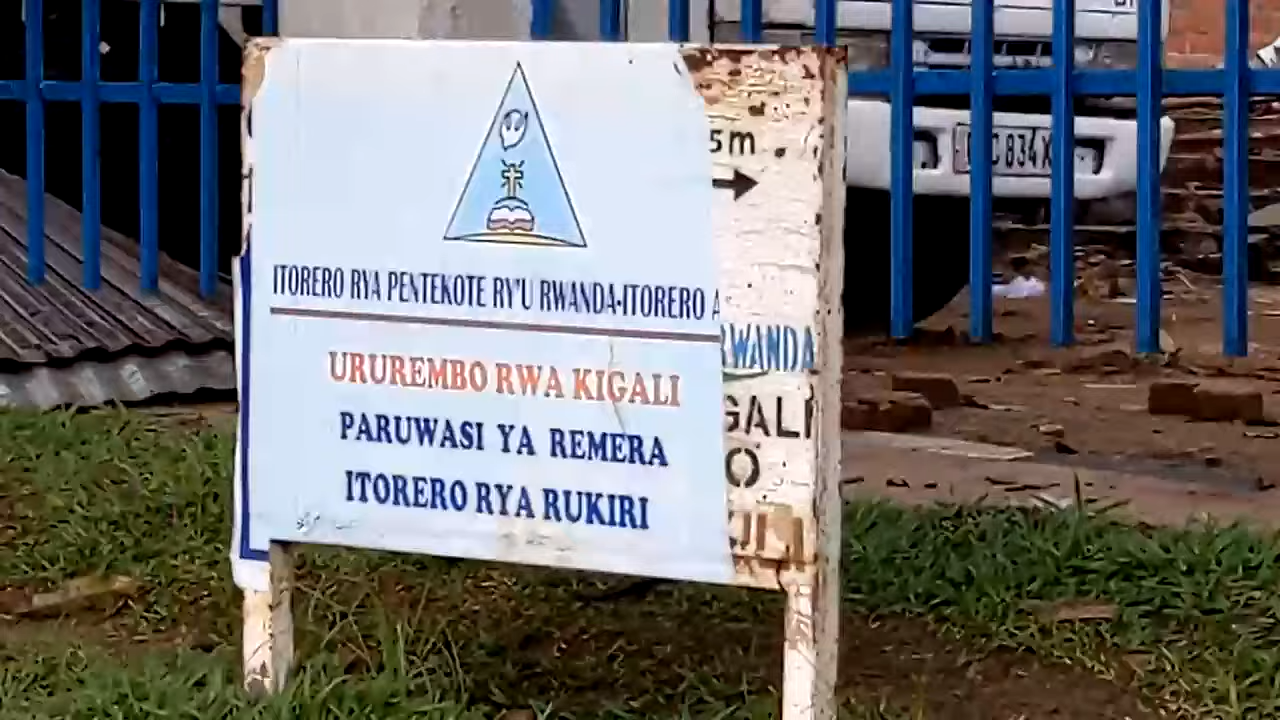 5m
ITORERO RYA PENTEKOTE RY'U RWANDA-ITORERO A
RWANDA
URUREMBO RWA KIGALI
GALI
PARUWASI YA REMERA
O
ITORERO RYA RUKIRI